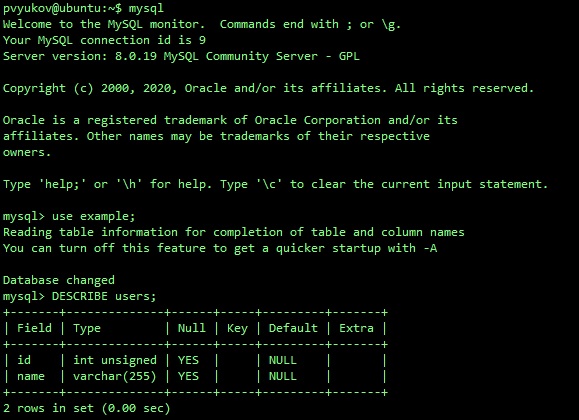 pvyukov@ubuntu:~$ mysql
Welcome to the MySQL monitor.  Commands end with ; or \g.
Your MySQL connection id is 9
Server version: 8.0.19 MySQL Community Server - GPL

Copyright (c) 2000, 2020, Oracle and/or its affiliates. All rights reserved.

Oracle is a registered trademark of Oracle Corporation and/or its
affiliates. Other names may be trademarks of their respective
owners.

Type 'help;' or '\h' for help. Type '\c' to clear the current input statement.

mysql> use example;
Reading table information for completion of table and column names
You can turn off this feature to get a quicker startup with -A

Database changed
mysql> DESCRIBE users;
+-------+--------------+------+-----+---------+-------+
| Field | Type         | Null | Key | Default | Extra |
+-------+--------------+------+-----+---------+-------+
| id    | int unsigned | YES  |     | NULL    |       |
| name  | varchar(255) | YES  |     | NULL    |       |
+-------+--------------+------+-----+---------+-------+
2 rows in set (0.00 sec)